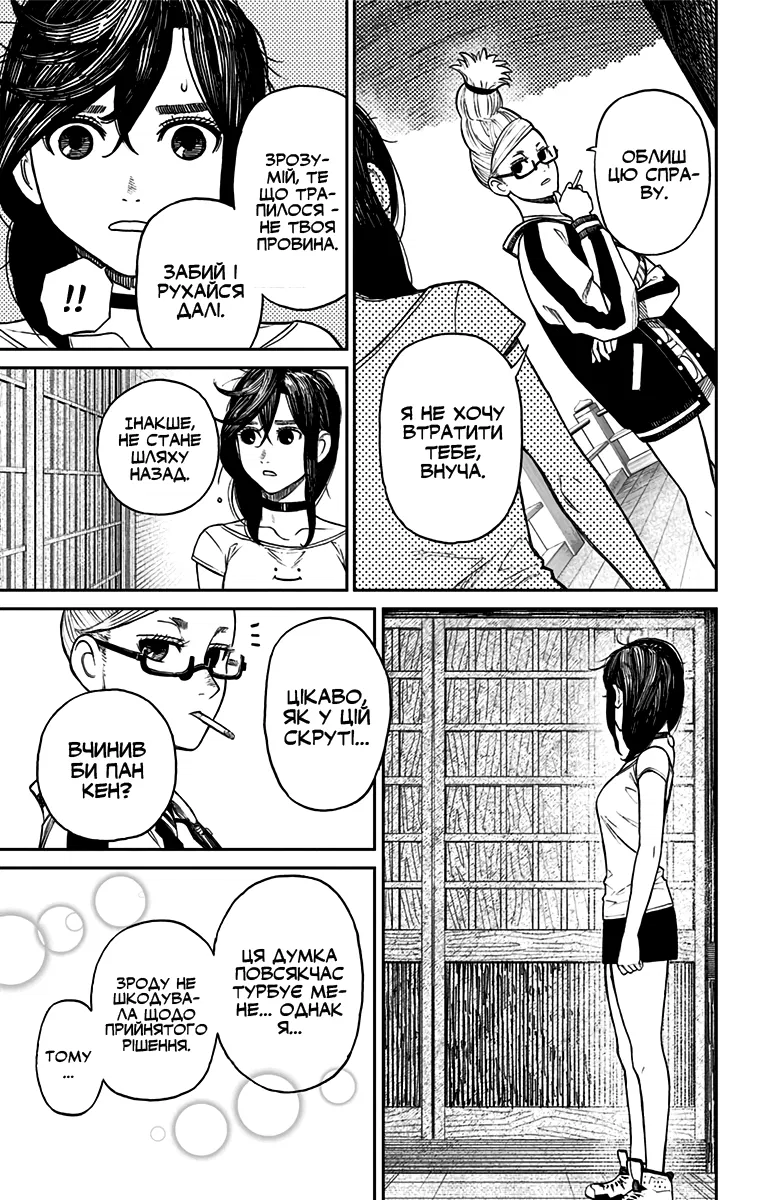 ОБЛИШ
ЦЮ СПРА-
ВУ.
Я НЕ ХОЧУ
ВТРАТИТИ
ТЕБЕ,
ВНУЧА.
ЗРОЗУ-
МІЙ, ТЕ
ЩО ТРА-
ПИЛОСЯ -
НЕ ТВОЯ
ПРОВИНА.
ЗАБИЙ І
РУХАЙСЯ
ДАЛІ.
!!
ІНАКШЕ,
НЕ СТАНЕ
ШЛЯХУ
НАЗАД.
ЦІКАВО,
ЯК У ЦІЙ
СКРУТІ...
ВЧИНИВ
БИ ПАН
КЕН?
ЦЯ ДУМКА
ПОВСЯКЧАС
ТУРБУЄ МЕ-
НЕ... ОДНАК
Я...
ЗРОДУ НЕ
ШКОДУВА-
ЛА ЩОДО
ПРИЙНЯТОГО
РІШЕННЯ.
ТОМУ
...